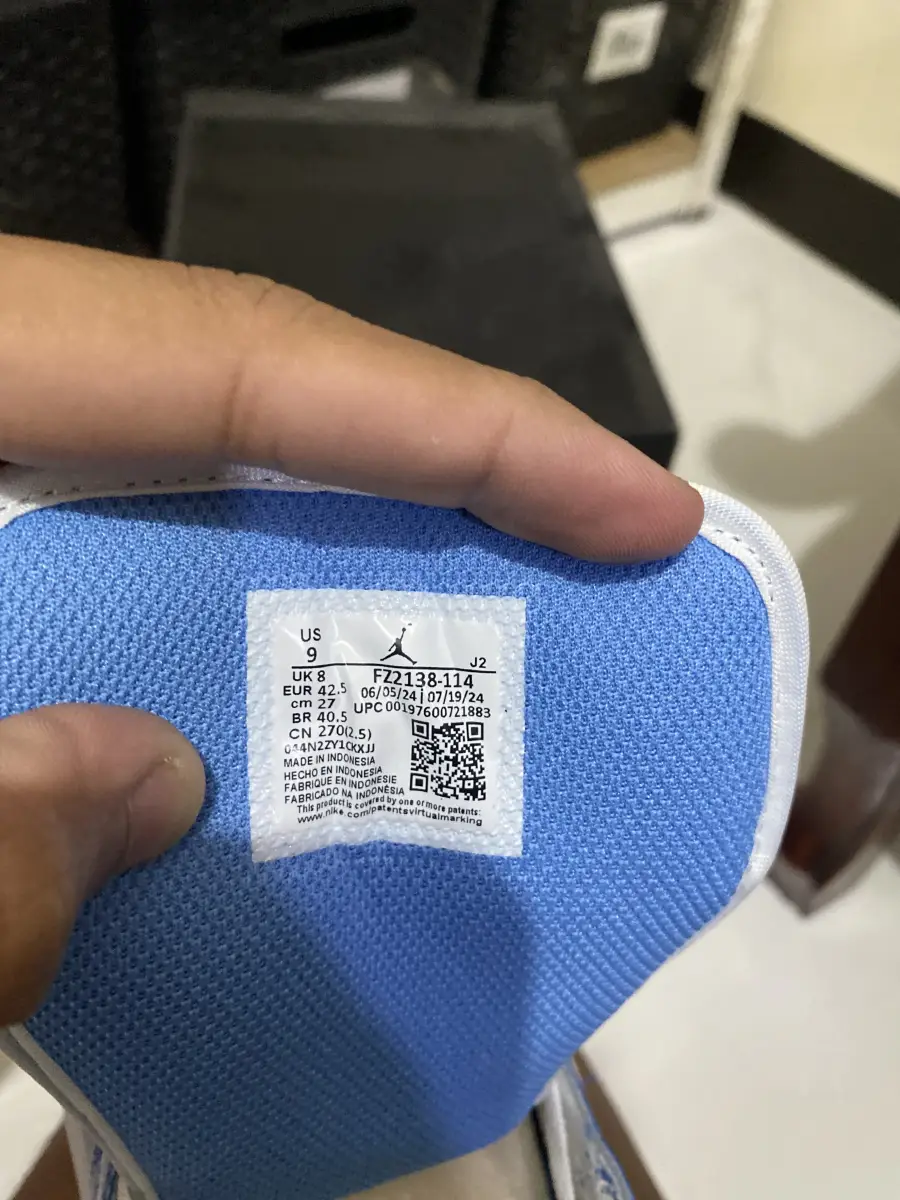 US
9
J2
UK 8
FZ2138-114
EUR 42.5
06/05/24 | 07/19/24
cm 27
UPC 00197600721883
BR 40.5
CN 270(2.5)
MADE IN INDONESIA
HECHO EN INDONESIA
FABRIQUE EN INDONESIE
FABRICADO NA INDONÉSIA
This product is covered by one or more patents:
www.nike.com/patentsvirtualmarking